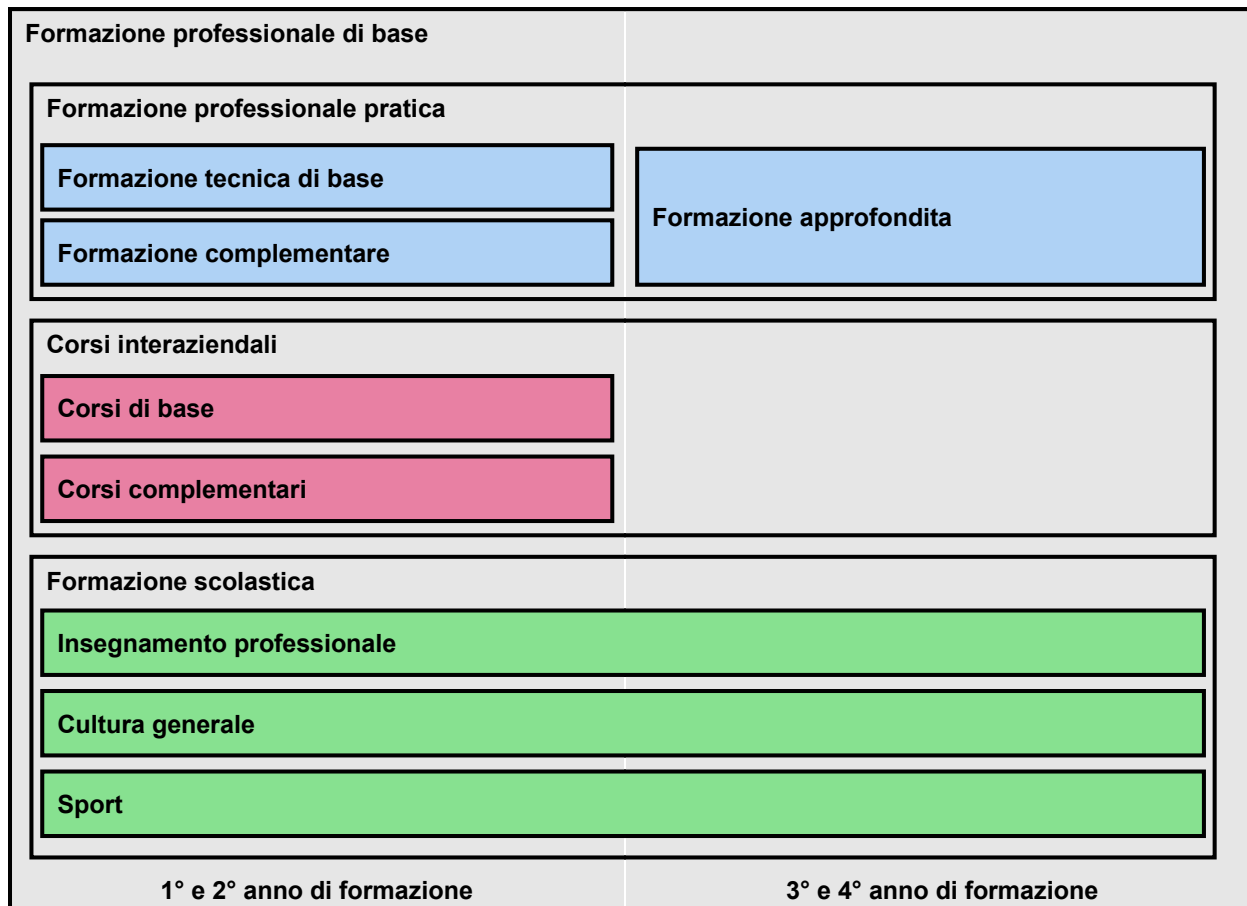 Formazione professionale di base
Formazione professionale pratica
Formazione tecnica di base
Formazione complementare
Formazione approfondita
Corsi interaziendali
Corsi di base
Corsi complementari
Formazione scolastica
Insegnamento professionale
Cultura generale
Sport
1° e 2° anno di formazione
3° e 4° anno di formazione